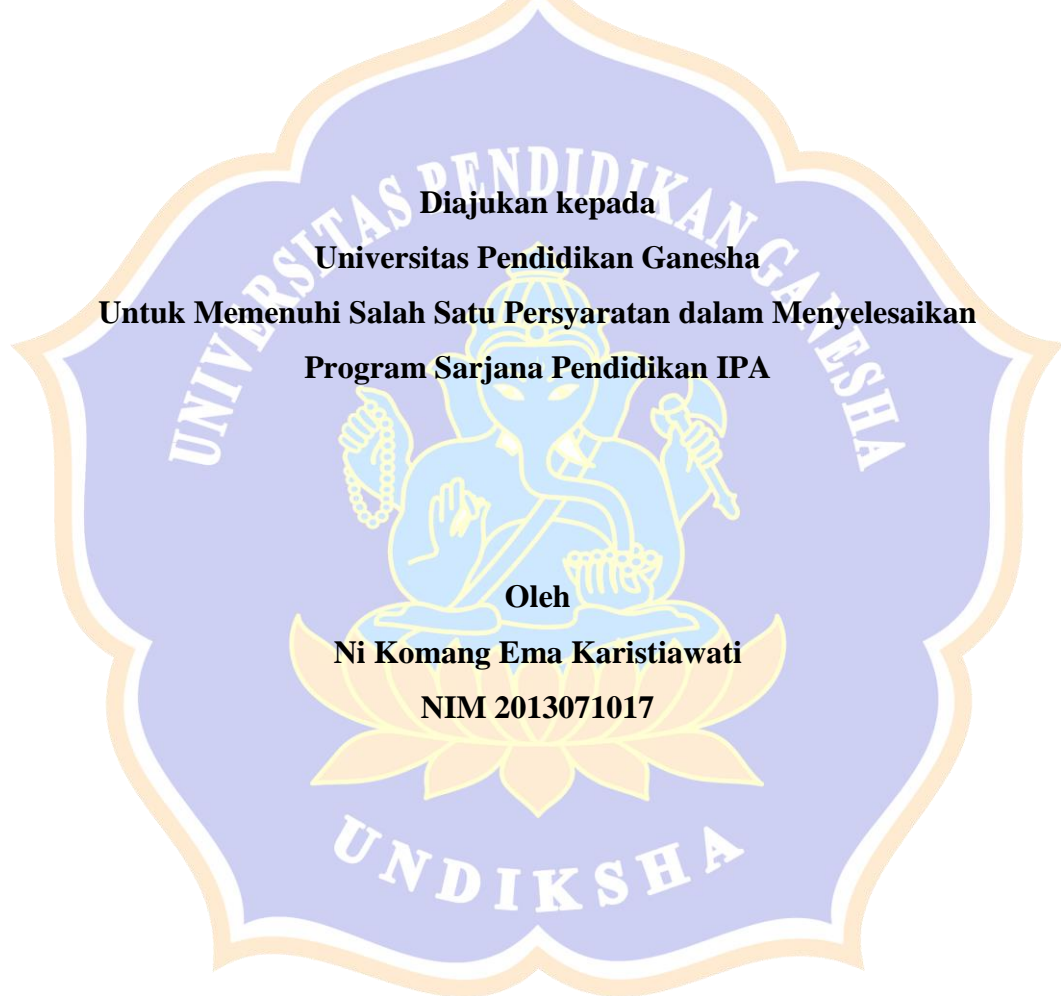 UNIVERSITAS PENDIDIKAN GANESHA
Diajukan kepada
Universitas Pendidikan Ganesha
Untuk Memenuhi Salah Satu Persyaratan dalam Menyelesaikan
Program Sarjana Pendidikan IPA
Oleh
Ni Komang Ema Karistiawati
NIM 2013071017
UNDIKSHA